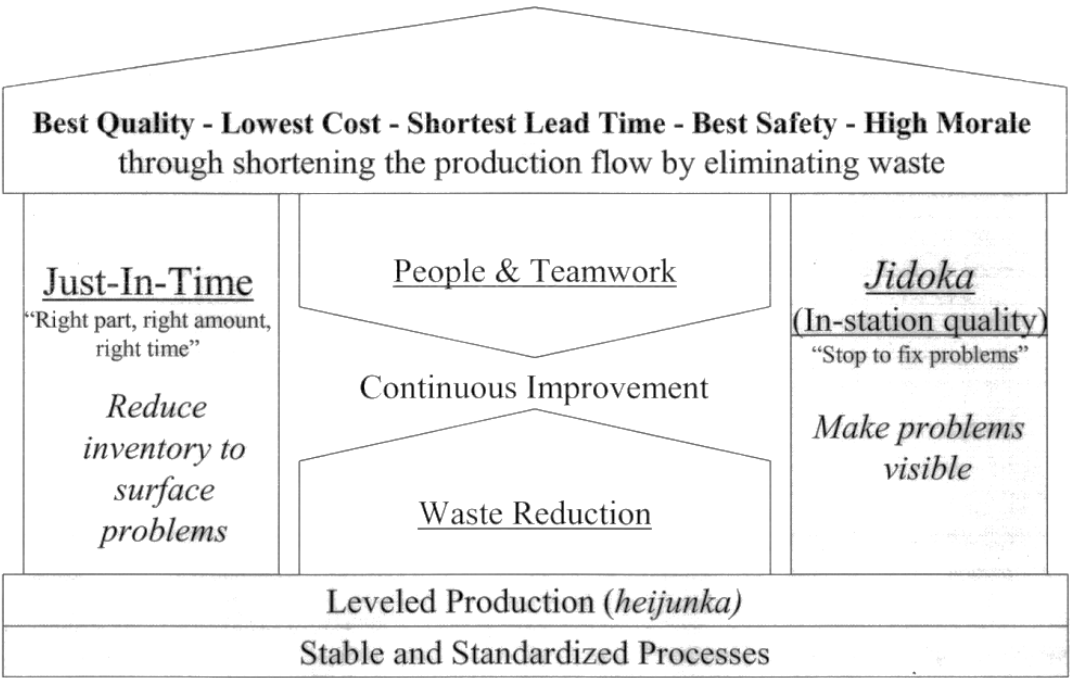 Best Quality - Lowest Cost - Shortest Lead Time - Best Safety - High Morale
through shortening the production flow by eliminating waste
Just-In-Time
“Right part, right amount,
right time”
Reduce
inventory to
surface
problems
People & Teamwork
Continuous Improvement
Waste Reduction
Jidoka
(In-station quality)
“Stop to fix problems”
Make problems
visible
Leveled Production (heijunka)
Stable and Standardized Processes